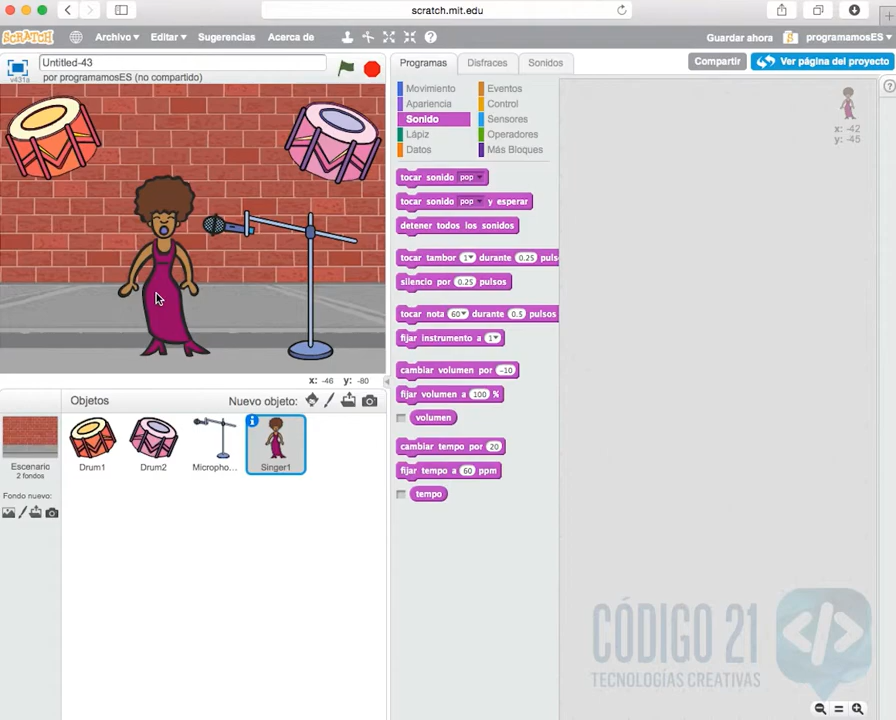 scratch.mit.edu
SCRATCH Archivo Editar Sugerencias Acerca de ? Guardar ahora S programamosES
v431a Untitled-43
por programamosES (no compartido)
Programas Disfraces Sonidos
Compartir Ver página del proyecto
Movimiento Eventos
Apariencia Control
Sonido Sensores
Lápiz Operadores
Datos Más Bloques
x: -42
y: -45
tocar sonido pop
tocar sonido pop y esperar
detener todos los sonidos
tocar tambor 1 durante 0.25 puls
silencio por 0.25 pulsos
tocar nota 60 durante 0.5 pulsos
fijar instrumento a 1
cambiar volumen por -10
fijar volumen a 100 %
volumen
cambiar tempo por 20
fijar tempo a 60 ppm
tempo
x: -46 y: -80
Objetos Nuevo objeto:
Escenario
2 fondos
Fondo nuevo:
Drum1 Drum2 Micropho... Singer1
CÓDIGO 21
TECNOLOGÍAS CREATIVAS